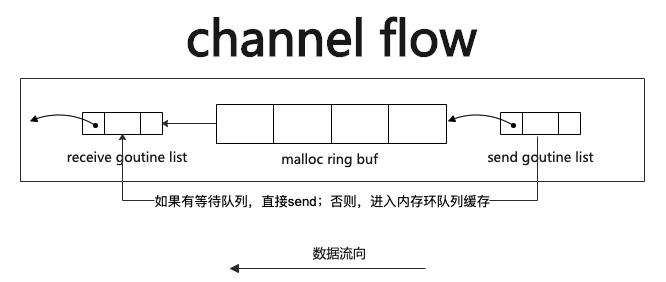 channel flow
receive goutine list
malloc ring buf
send goutine list
如果有等待队列，直接send；否则，进入内存环队列缓存
数据流向